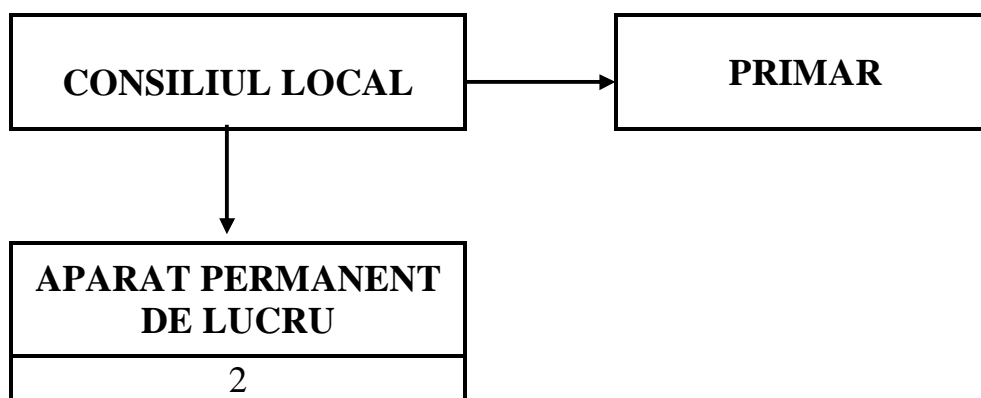 CONSILIUL LOCAL
PRIMAR
APARAT PERMANENT
DE LUCRU
2